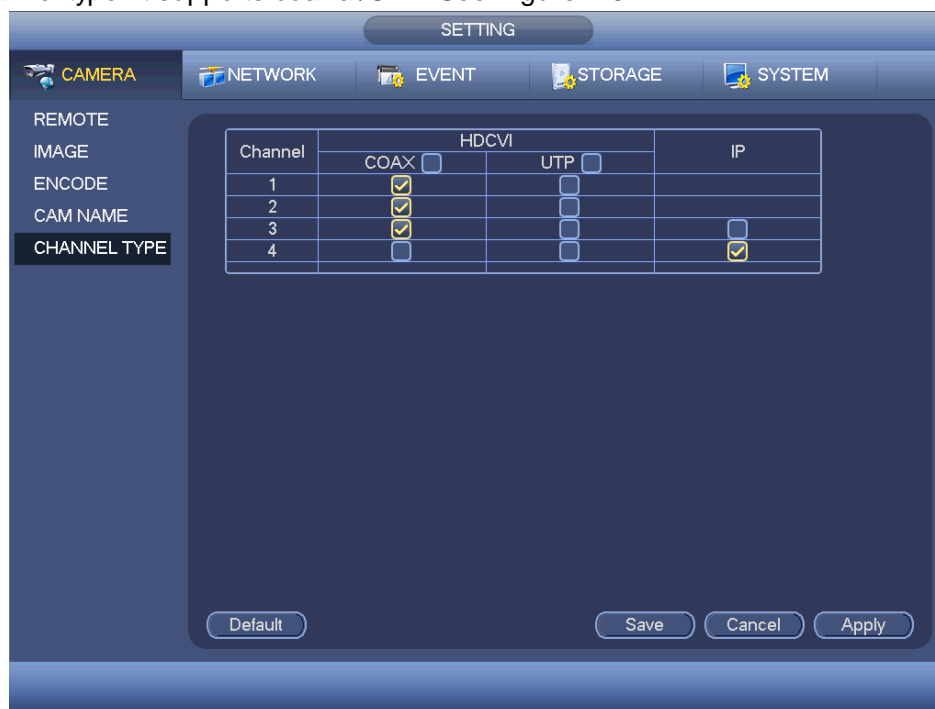 SETTING
CAMERA NETWORK EVENT STORAGE SYSTEM
REMOTE
IMAGE
ENCODE
CAM NAME
CHANNEL TYPE
Channel HDCVI IP
COAX UTP
1
2
3
4
Default Save Cancel Apply